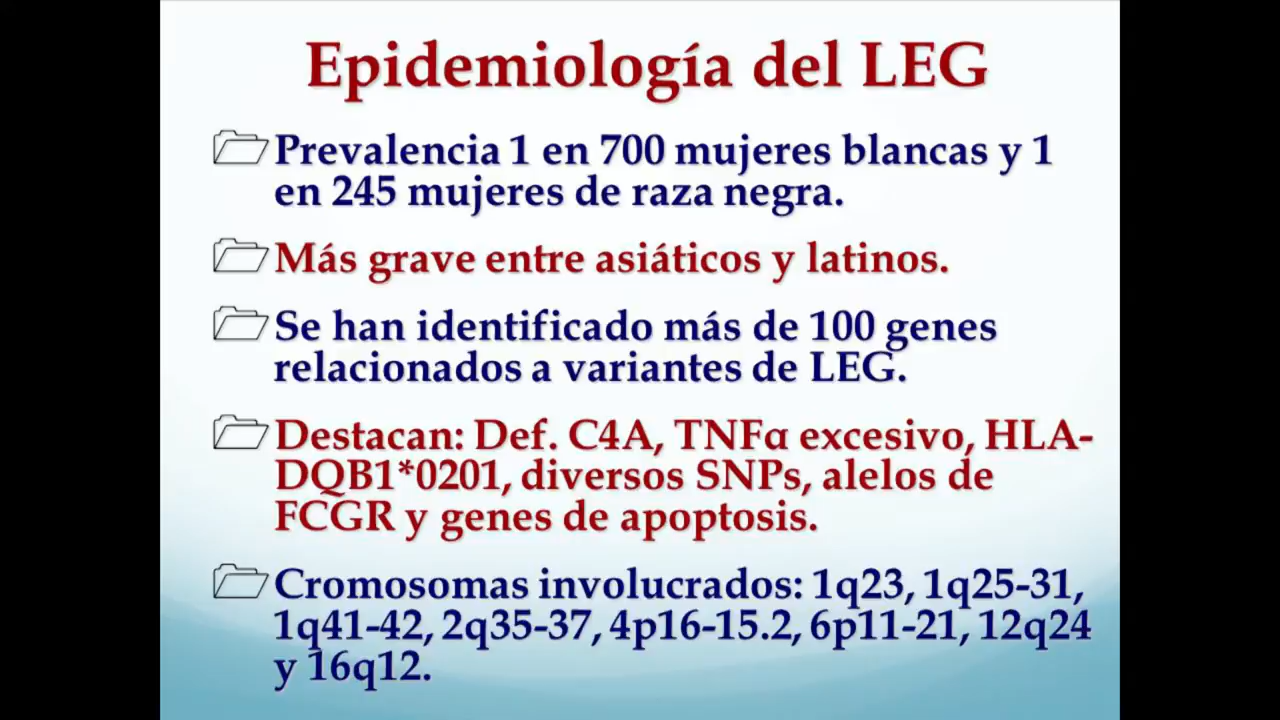 Epidemiología del LEG
Prevalencia 1 en 700 mujeres blancas y 1
en 245 mujeres de raza negra.
Más grave entre asiáticos y latinos.
Se han identificado más de 100 genes
relacionados a variantes de LEG.
Destacan: Def. C4A, TNFα excesivo, HLA-
DQB1*0201, diversos SNPs, alelos de
FCGR y genes de apoptosis.
Cromosomas involucrados: 1q23, 1q25-31,
1q41-42, 2q35-37, 4p16-15.2, 6p11-21, 12q24
y 16q12.